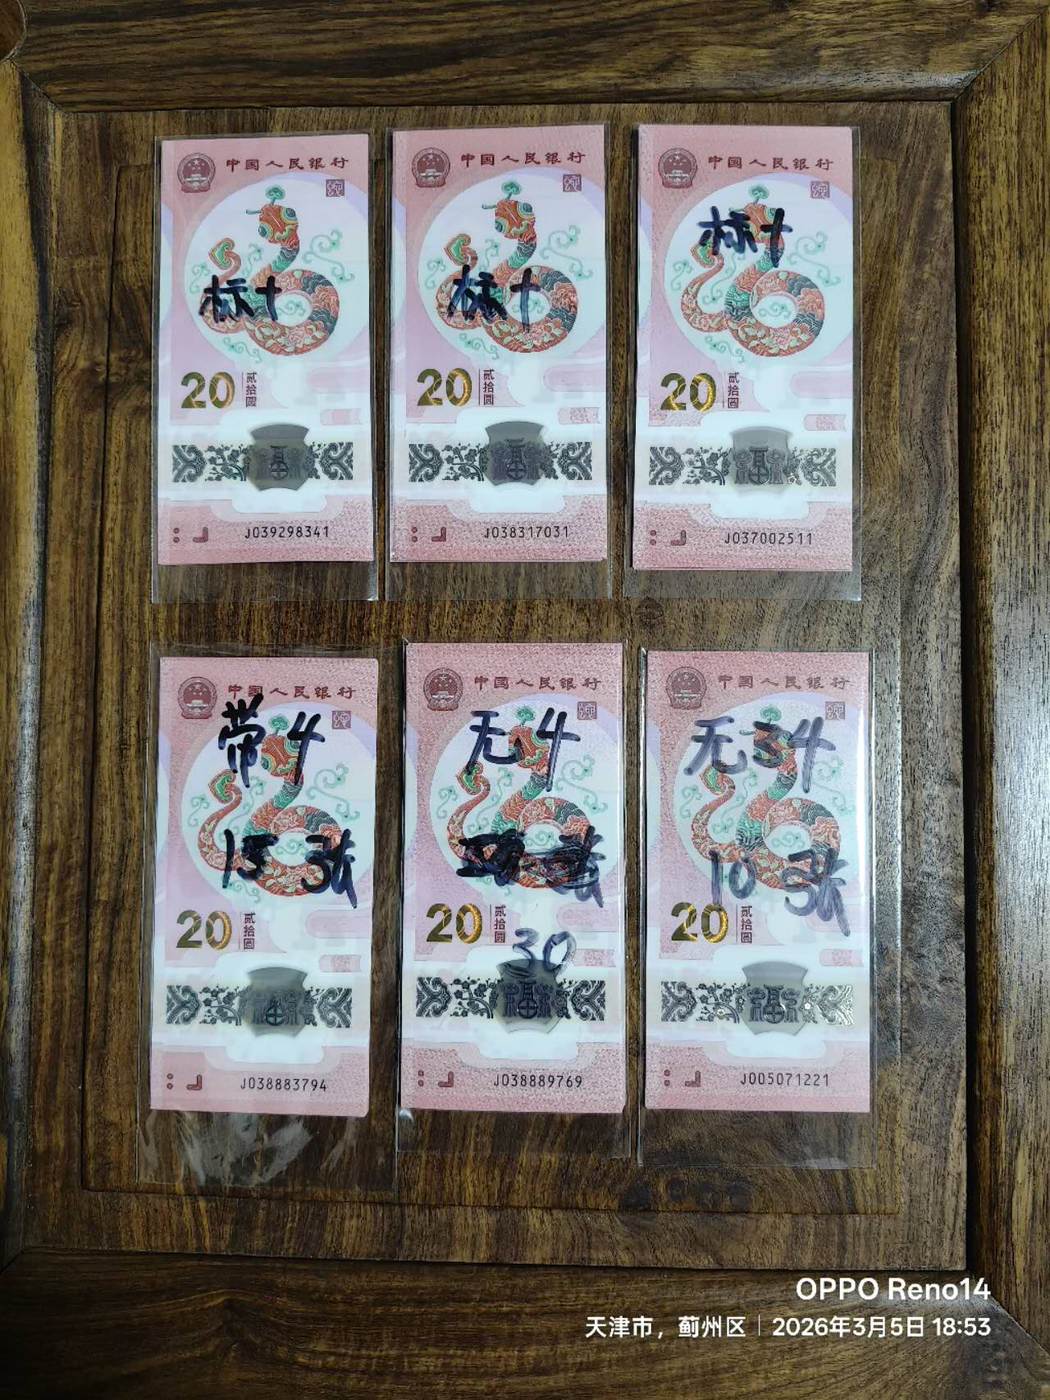 中国人民银行
标十
20 贰拾圆
J039298341
中国人民银行
标十
20 贰拾圆
J038317031
中国人民银行
标十
20 贰拾圆
J037002511
中国人民银行
带4
15 张
20 贰拾圆
J038883794
中国人民银行
无4
20 贰拾圆
30
J038889769
中国人民银行
无34
10 张
20 贰拾圆
J005071221
OPPO Reno14
天津市，蓟州区｜2026年3月5日 18:53